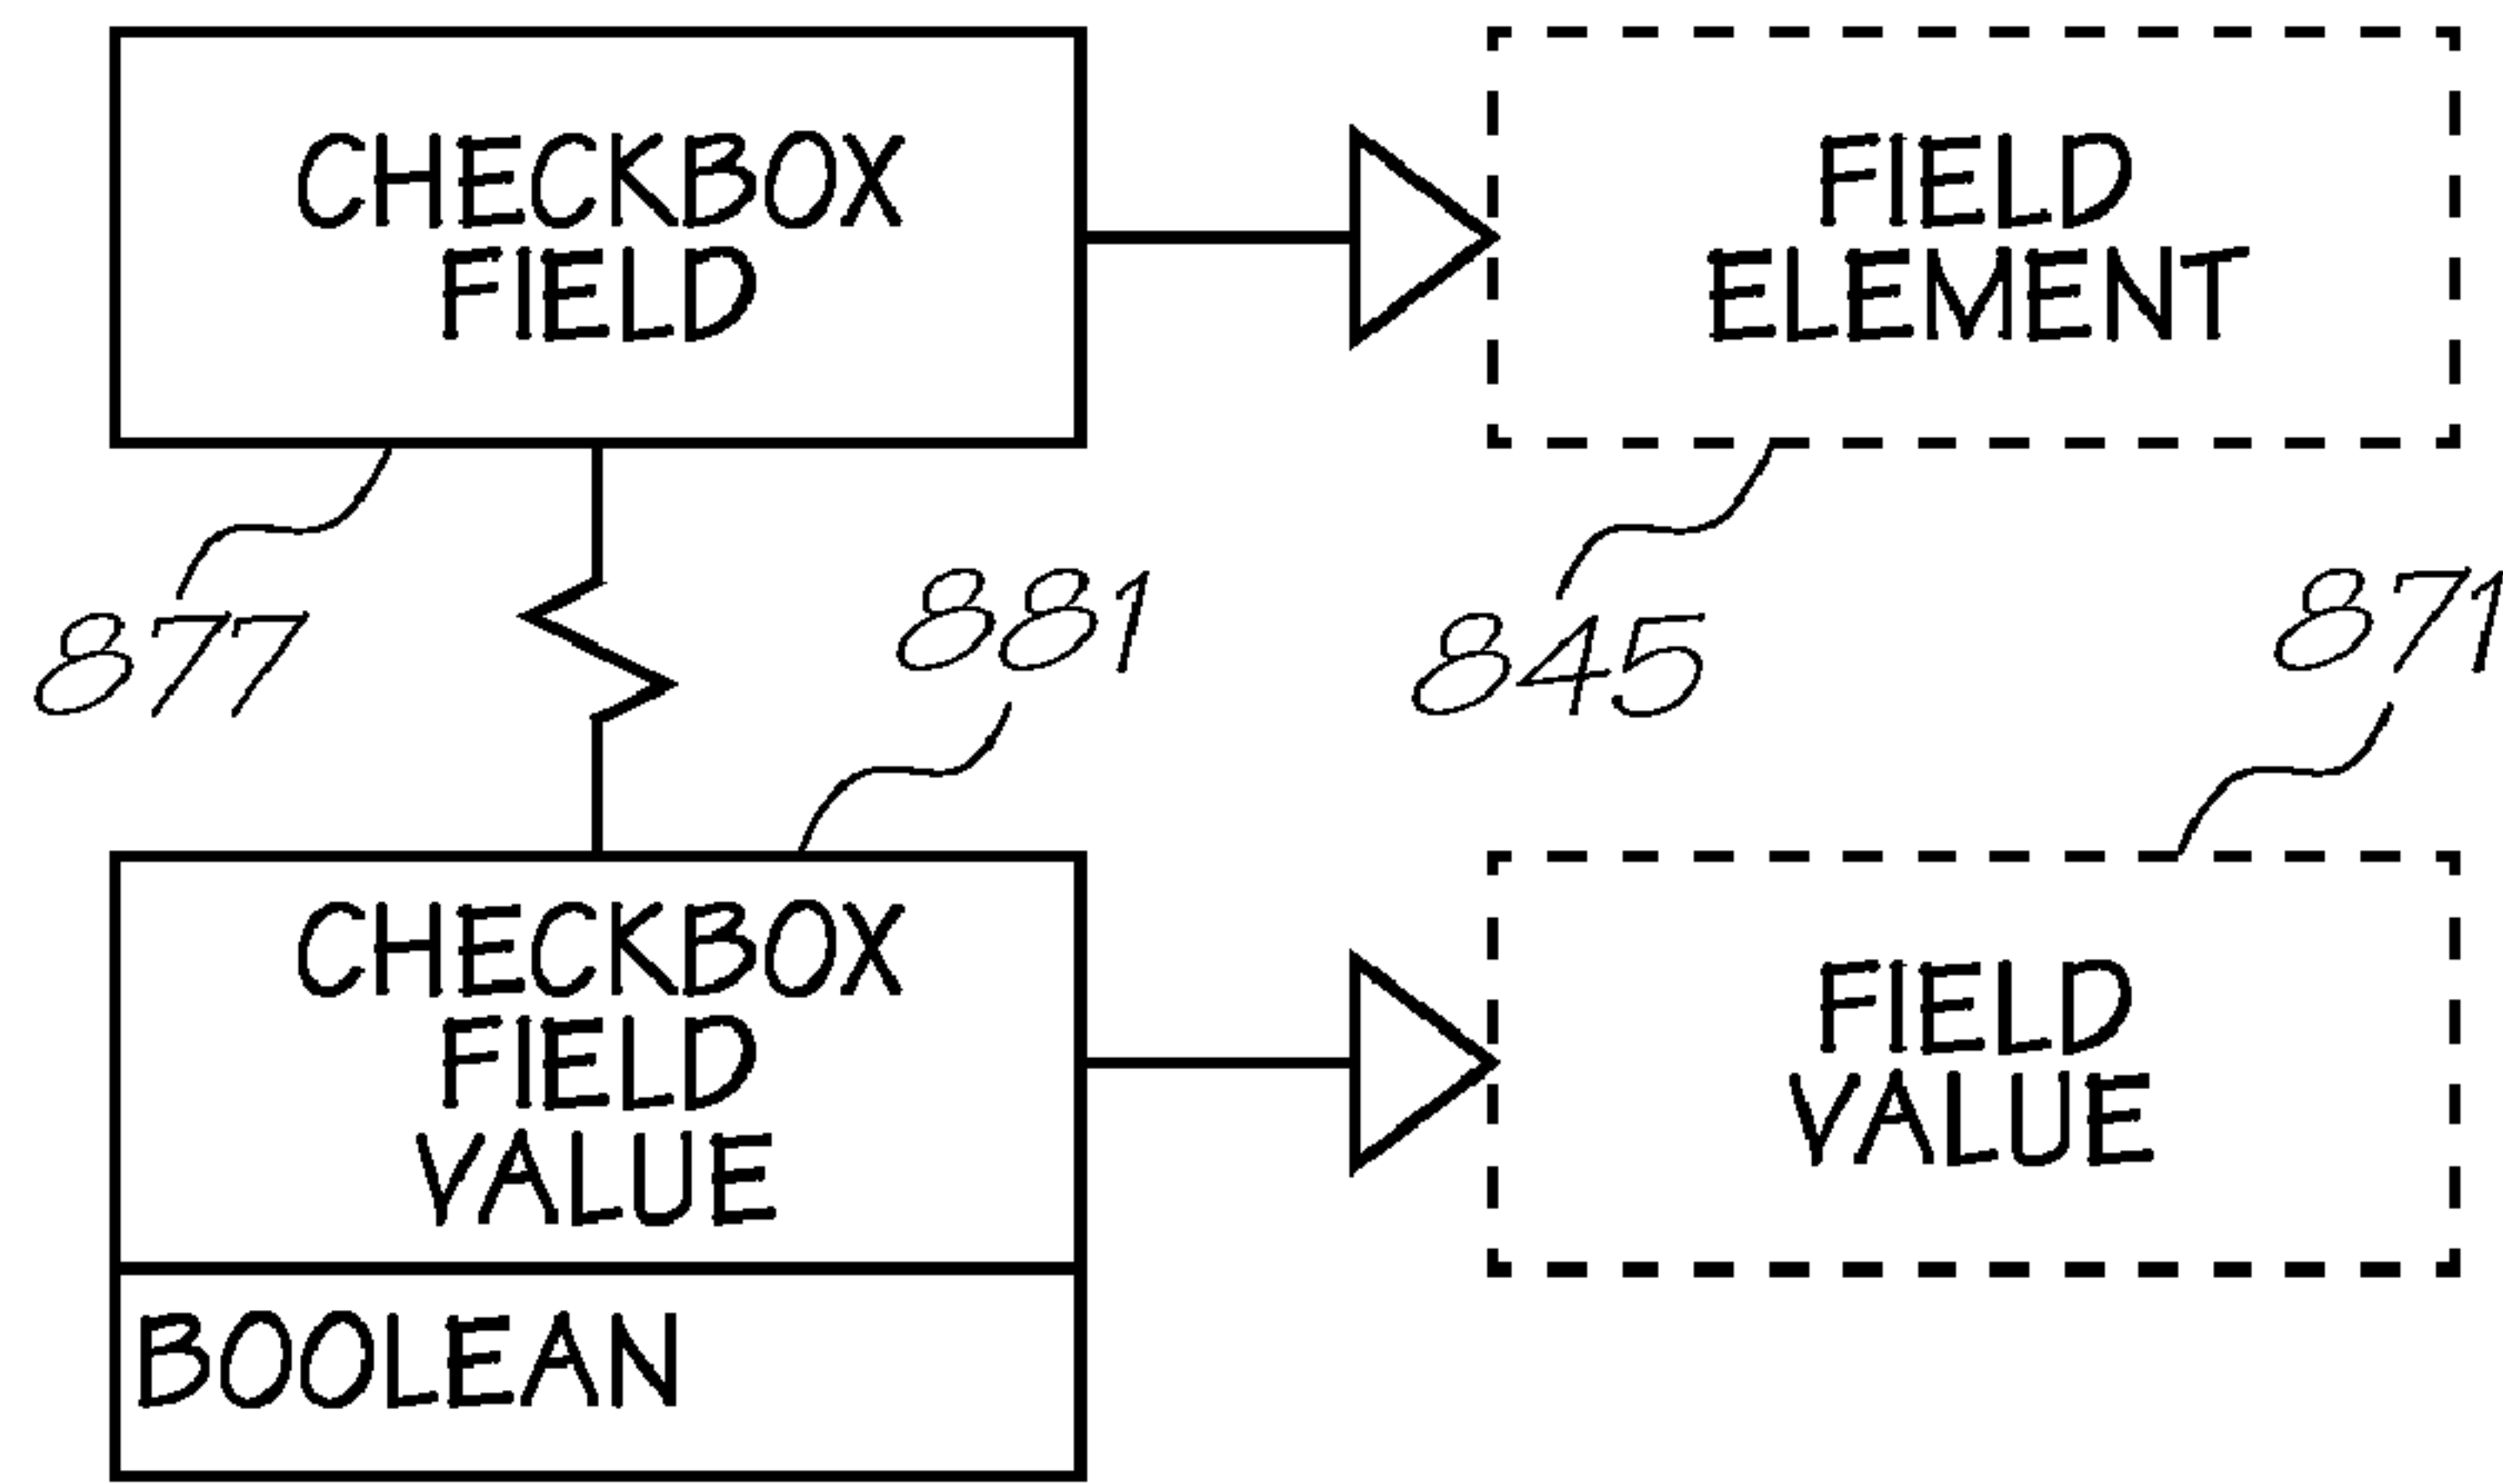 CHECKBOX
FIELD
FIELD
ELEMENT
877
881
845
871
CHECKBOX
FIELD
VALUE
FIELD
VALUE
BOOLEAN